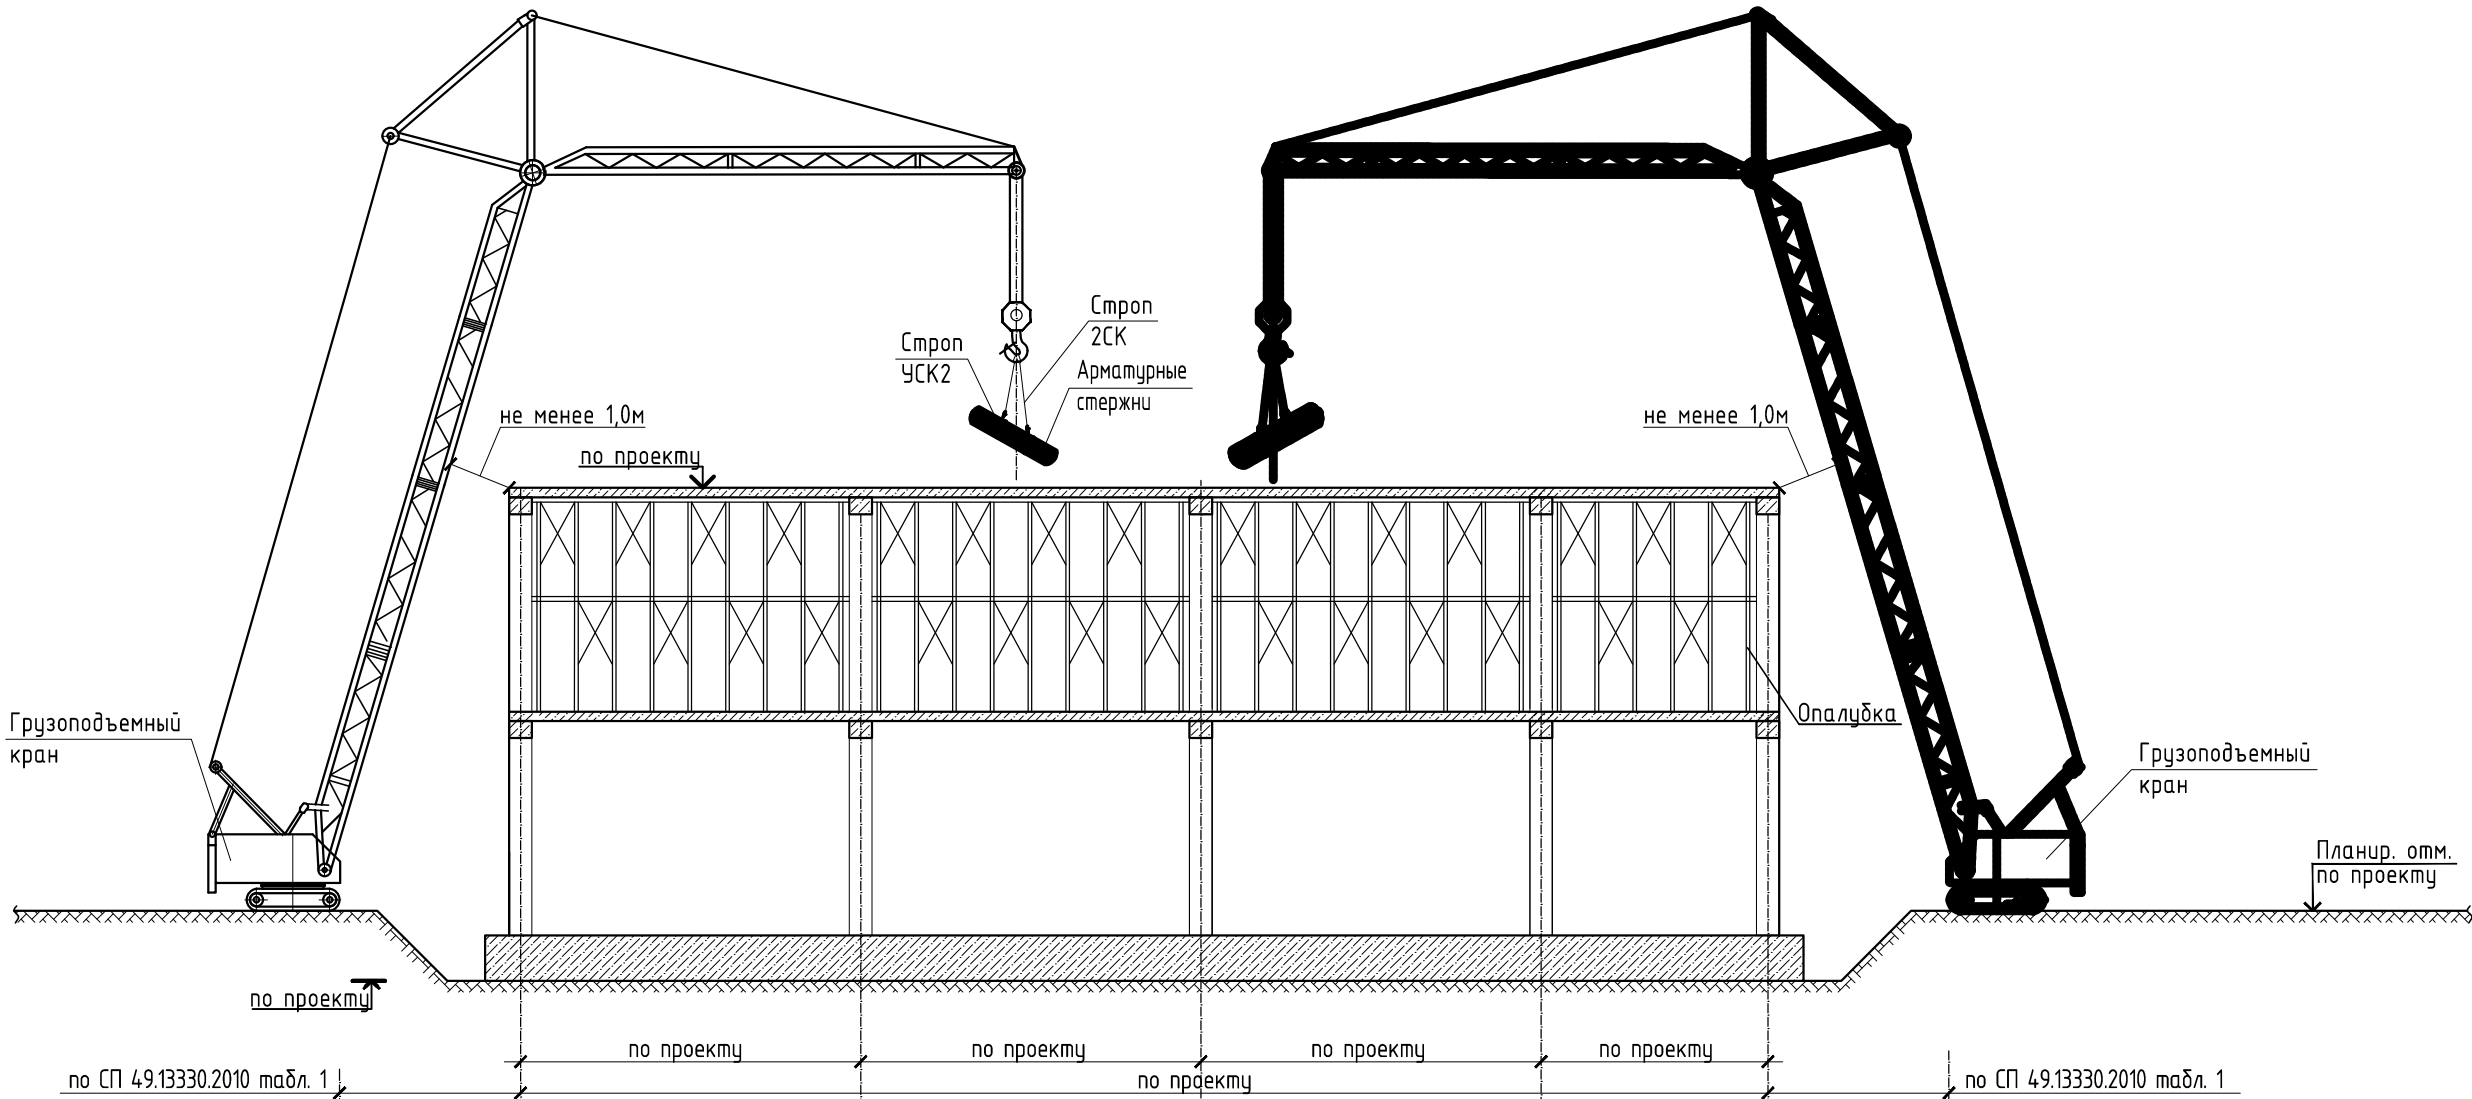 Строп
2СК
Строп
УСК2
Арматурные
стержни
не менее 1,0м
не менее 1,0м
по проекту
Опалубка
Грузоподъемный
кран
Грузоподъемный
кран
Планир. отм.
по проекту
по проекту
по проекту
по проекту
по проекту
по проекту
по СП 49.13330.2010 табл. 1
по проекту
по СП 49.13330.2010 табл. 1